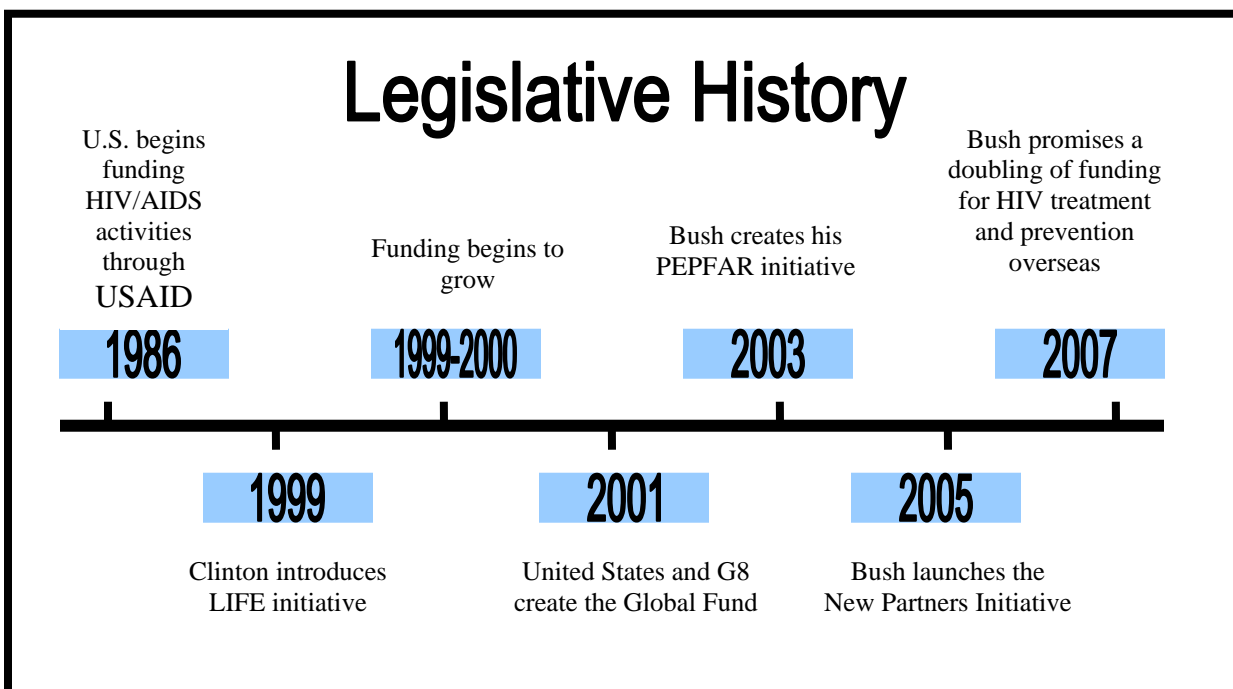 Legislative History
U.S. begins
funding
HIV/AIDS
activities
through
USAID
1986
Clinton introduces
LIFE initiative
1999
Funding begins to
grow
1999-2000
United States and G8
create the Global Fund
2001
Bush creates his
PEPFAR initiative
2003
Bush launches the
New Partners Initiative
2005
Bush promises a
doubling of funding
for HIV treatment
and prevention
overseas
2007